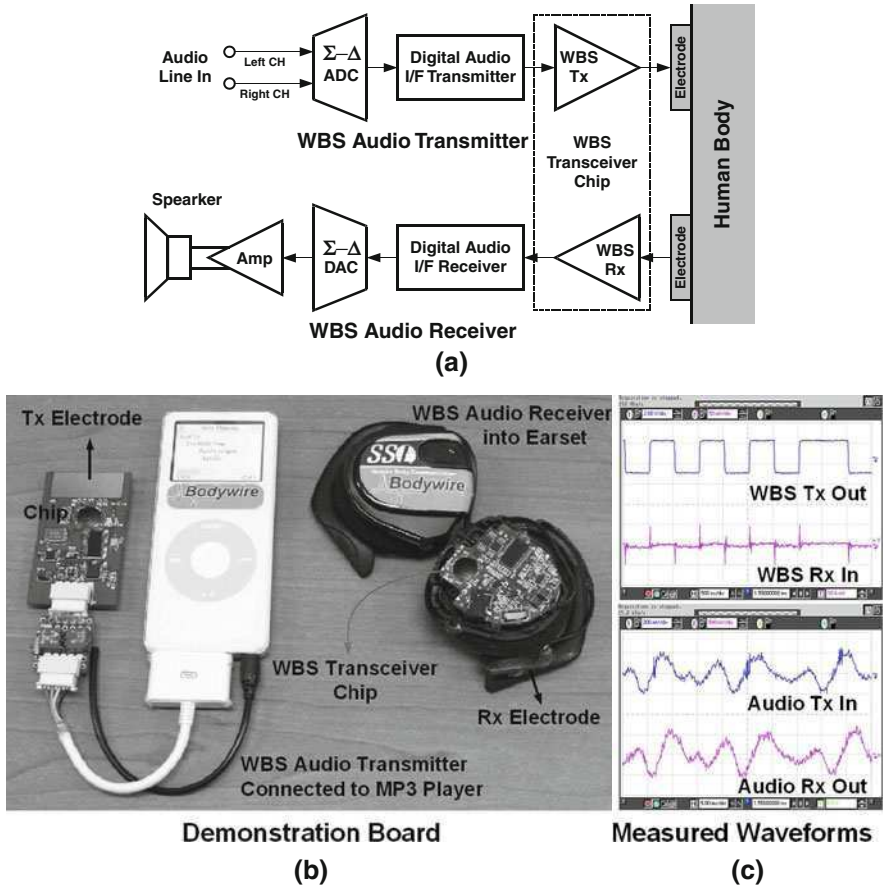 Audio
Line In
Left CH
Right CH
Σ–Δ
ADC
Digital Audio
I/F Transmitter
WBS
Tx
Electrode
Human Body
WBS Audio Transmitter
WBS
Transceiver
Chip
Spearker
Amp
Σ–Δ
DAC
Digital Audio
I/F Receiver
WBS
Rx
Electrode
WBS Audio Receiver
(a)
Tx Electrode
Chip
Bodywire
WBS Audio Receiver
into Earset
Bodywire
WBS Transceiver
Chip
Rx Electrode
WBS Audio Transmitter
Connected to MP3 Player
WBS Tx Out
WBS Rx In
Audio Tx In
Audio Rx Out
Demonstration Board
Measured Waveforms
(b)
(c)